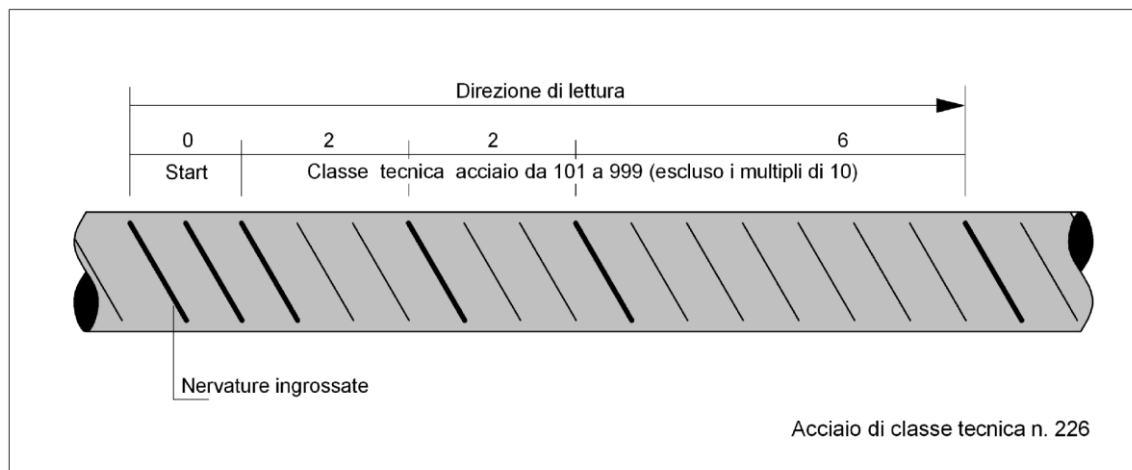 Direzione di lettura
0 2 2 6
Start Classe tecnica acciaio da 101 a 999 (escluso i multipli di 10)
Nervature ingrossate
Acciaio di classe tecnica n. 226